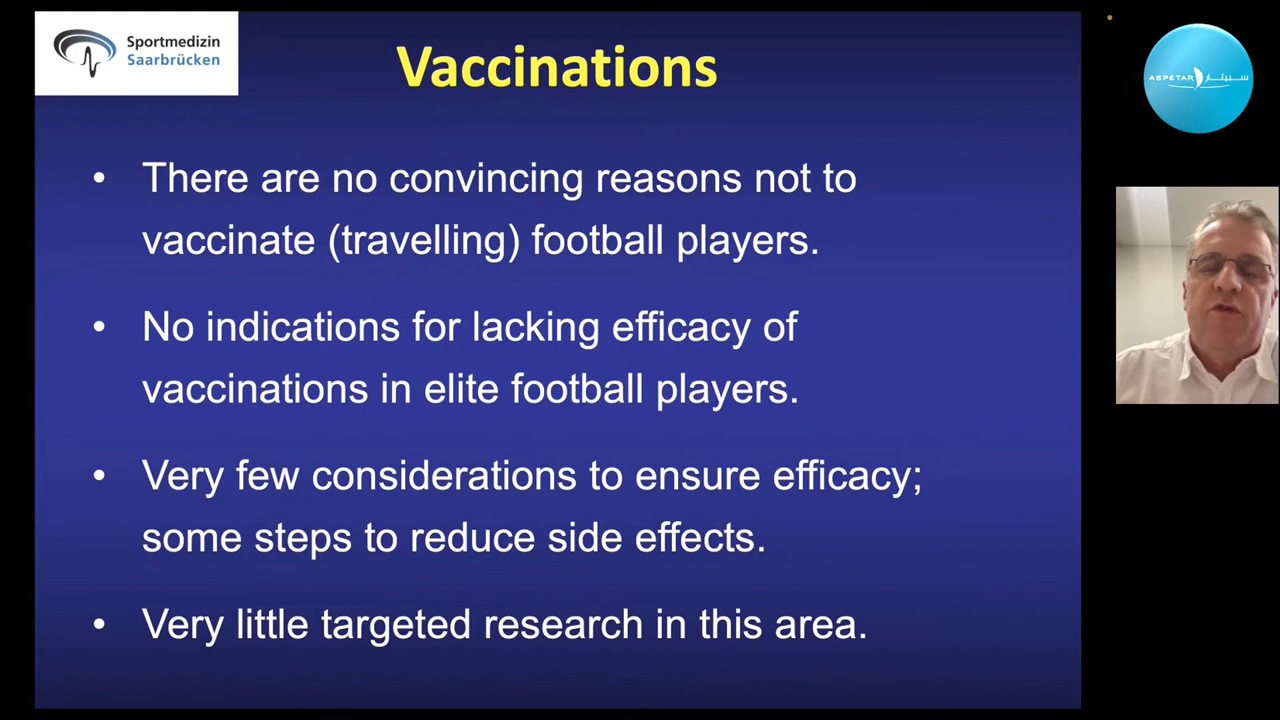 Sportmedizin
Saarbrücken
Vaccinations
• There are no convincing reasons not to
vaccinate (travelling) football players.
• No indications for lacking efficacy of
vaccinations in elite football players.
• Very few considerations to ensure efficacy;
some steps to reduce side effects.
• Very little targeted research in this area.
ASPETAR سبيتار